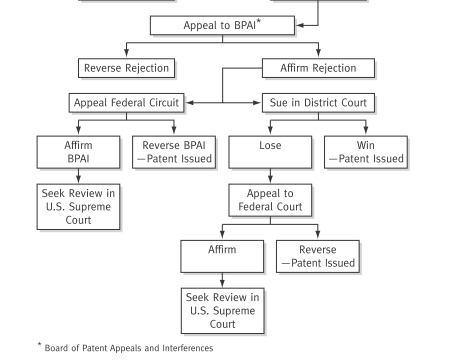 Appeal to BPAI*
Reverse Rejection
Affirm Rejection
Appeal Federal Circuit
Sue in District Court
Affirm
BPAI
Reverse BPAI
—Patent Issued
Lose
Win
—Patent Issued
Seek Review in
U.S. Supreme
Court
Appeal to
Federal Court
Affirm
Reverse
—Patent Issued
Seek Review in
U.S. Supreme
Court
* Board of Patent Appeals and Interferences